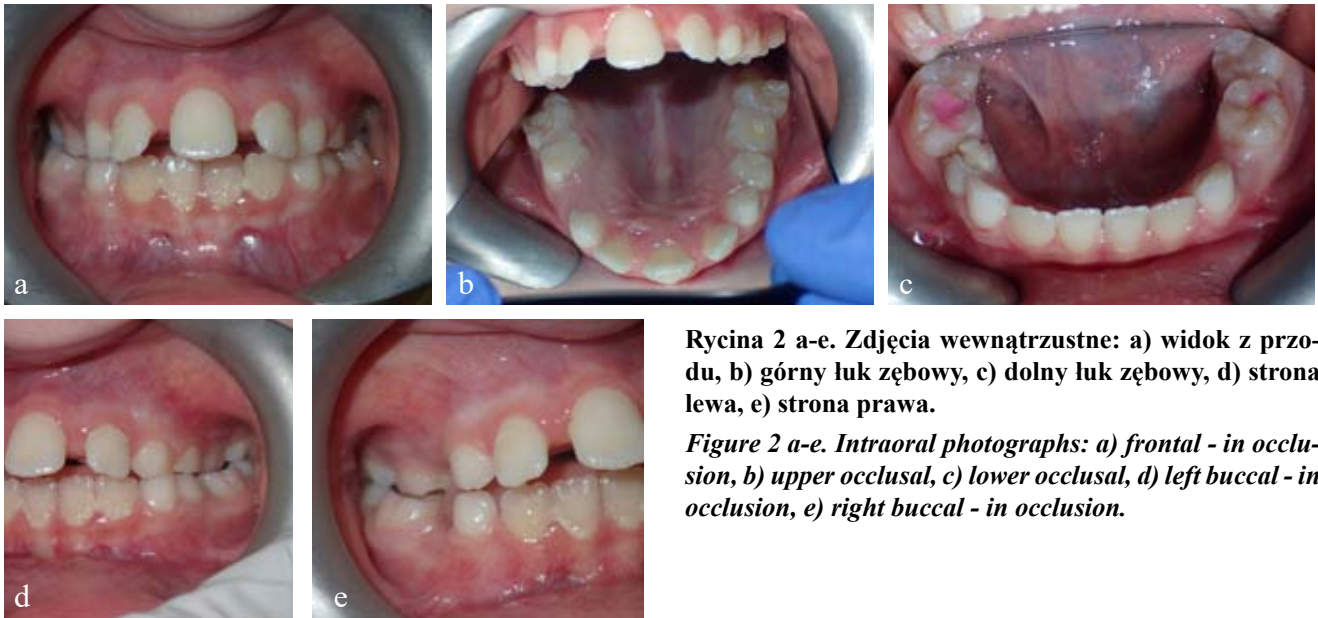 a
b
c
d
e
Rycina 2 a-e. Zdjęcia wewnątrzustne: a) widok z przo-
du, b) górny łuk zębowy, c) dolny łuk zębowy, d) strona
lewa, e) strona prawa.
Figure 2 a-e. Intraoral photographs: a) frontal - in occlu-
sion, b) upper occlusal, c) lower occlusal, d) left buccal - in
occlusion, e) right buccal - in occlusion.